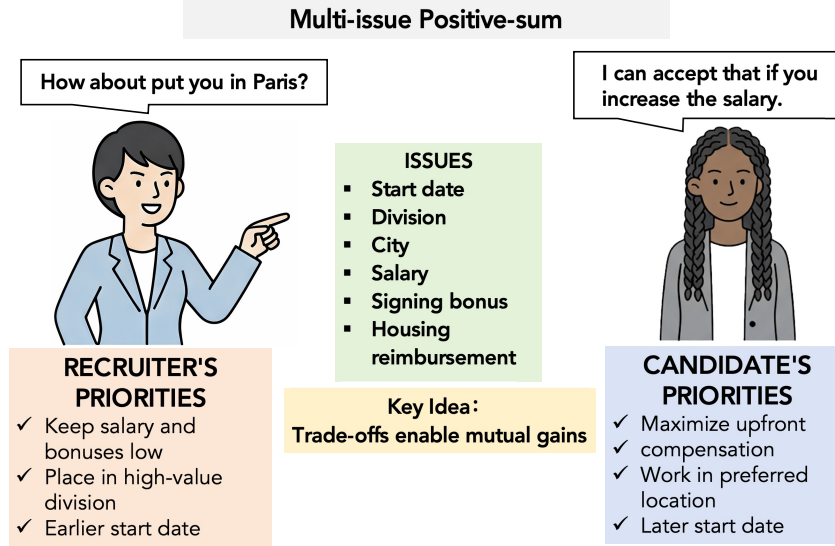 Multi-issue Positive-sum
How about put you in Paris?
I can accept that if you
increase the salary.
ISSUES
▪ Start date
▪ Division
▪ City
▪ Salary
▪ Signing bonus
▪ Housing
reimbursement
RECRUITER'S
PRIORITIES
✓ Keep salary and
bonuses low
✓ Place in high-value
division
✓ Earlier start date
Key Idea:
Trade-offs enable mutual gains
CANDIDATE'S
PRIORITIES
✓ Maximize upfront
✓ compensation
✓ Work in preferred
location
✓ Later start date